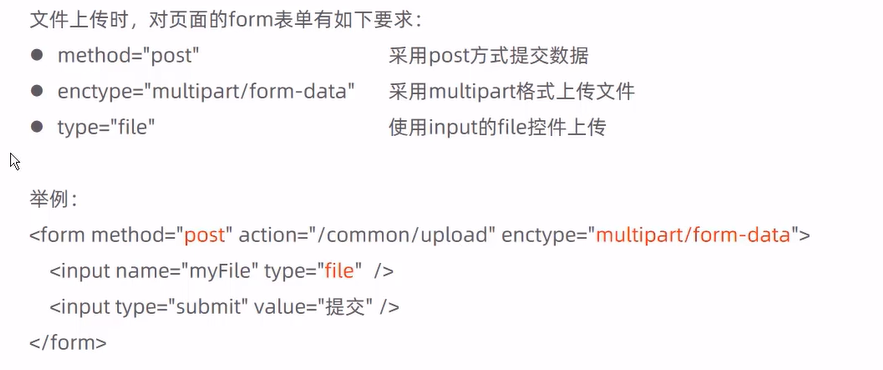 文件上传时，对页面的form表单有如下要求：
● method="post" 采用post方式提交数据
● enctype="multipart/form-data" 采用multipart格式上传文件
● type="file" 使用input的file控件上传
举例：
<form method="post" action="/common/upload" enctype="multipart/form-data">
<input name="myFile" type="file" />
<input type="submit" value="提交" />
</form>